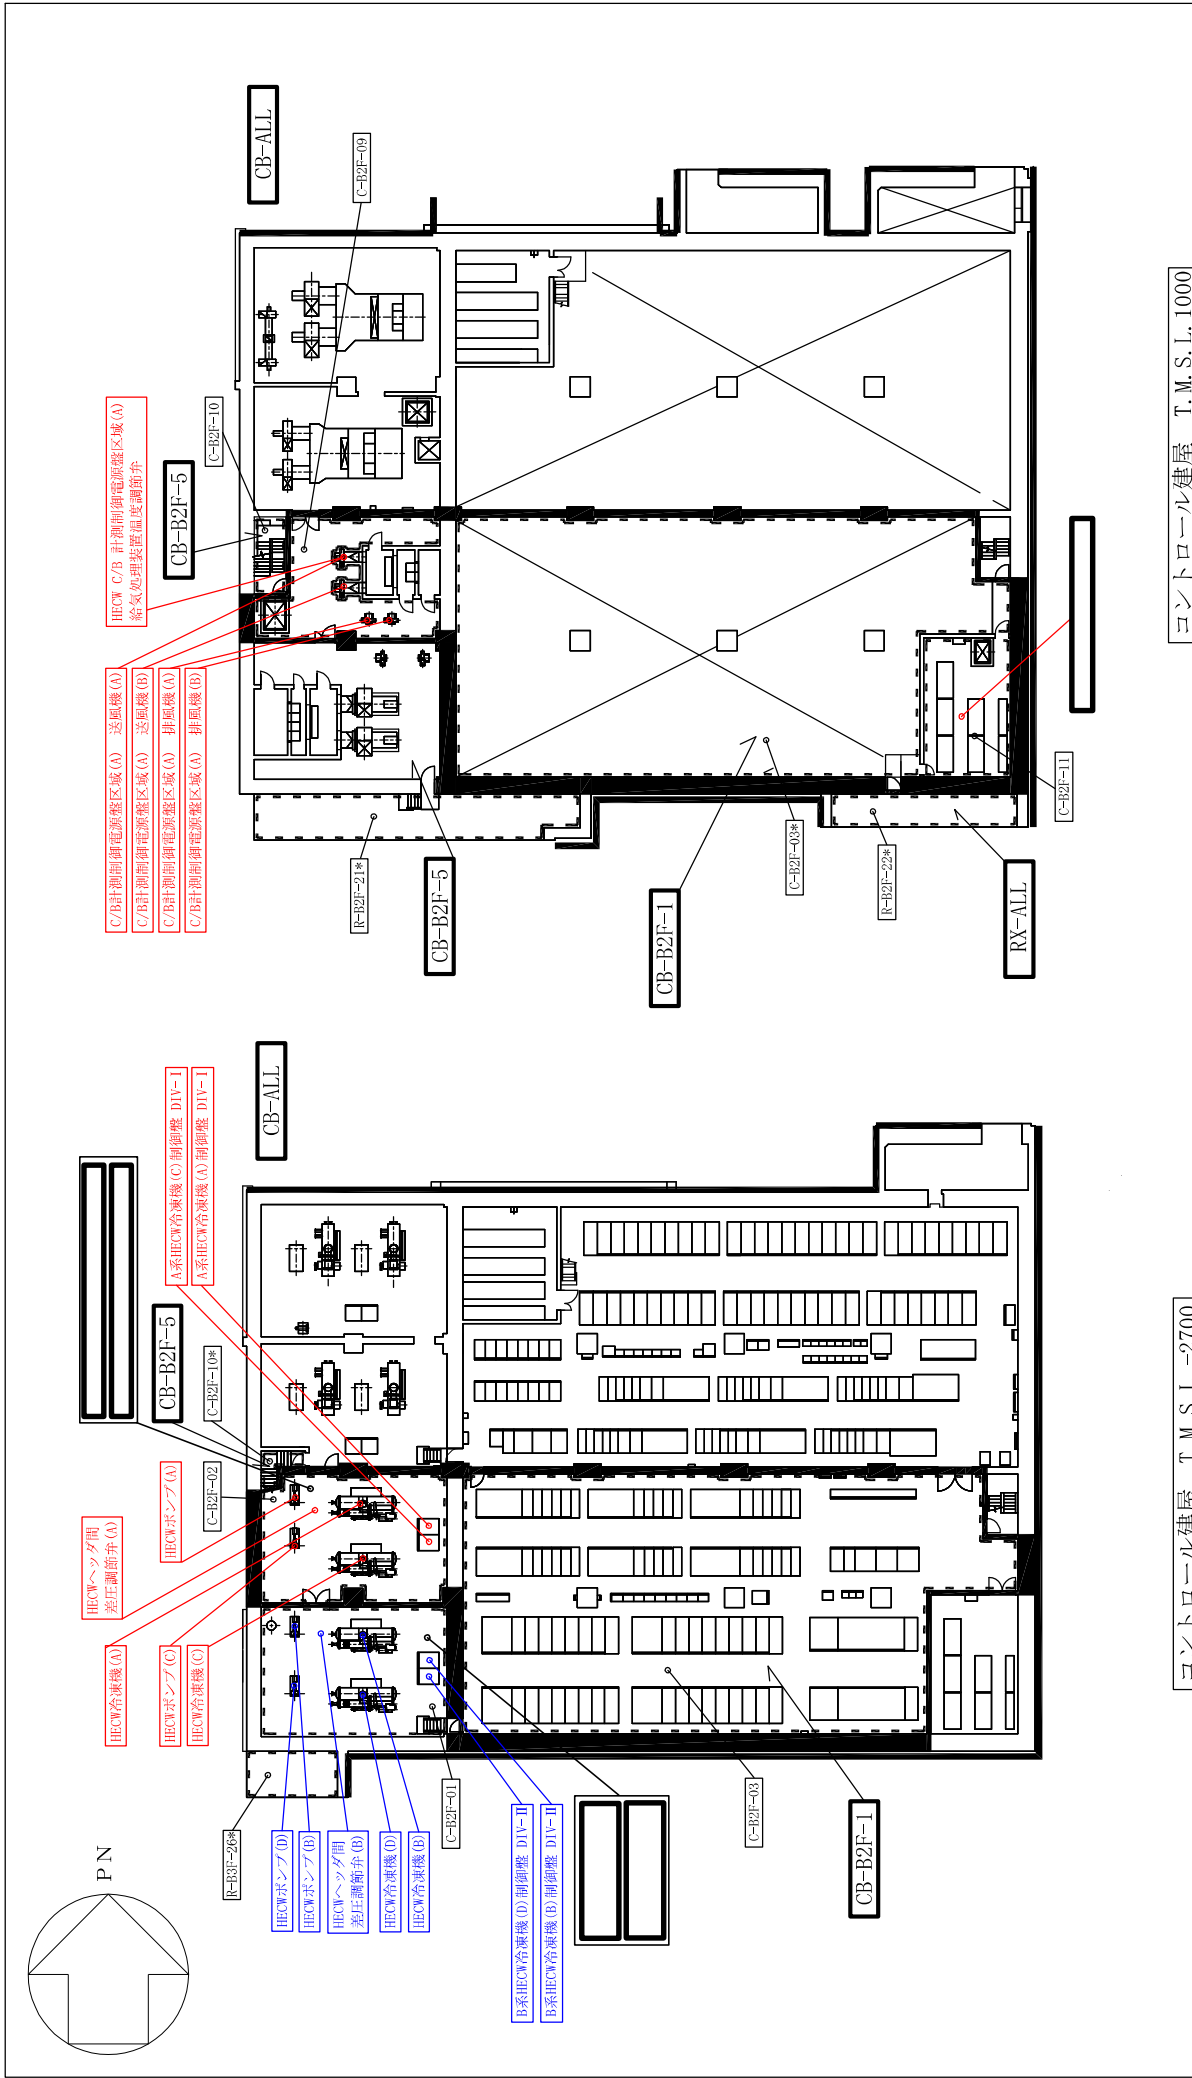 PN
R-B3F-26*
HECWポンプ(D)
HECWポンプ(B)
HECWヘッダ間
差圧調節弁(B)
HECW冷凍機(D)
HECW冷凍機(B)
C-B2F-01
B系HECW冷凍機(D)制御盤 DIV-Ⅱ
B系HECW冷凍機(B)制御盤 DIV-Ⅱ
C-B2F-03
CB-B2F-1
HECWヘッダ間
差圧調節弁(A)
HECW冷凍機(A)
HECWポンプ(C)
HECW冷凍機(C)
HECWポンプ(A)
C-B2F-02
CB-B2F-5
C-B2F-10*
A系HECW冷凍機(C)制御盤 DIV-Ⅰ
A系HECW冷凍機(A)制御盤 DIV-Ⅰ
CB-ALL
コントロール建屋 T.M.S.L.-2700
C/B計測制御電源盤区域(A) 送風機(A)
C/B計測制御電源盤区域(A) 送風機(B)
C/B計測制御電源盤区域(A) 排風機(A)
C/B計測制御電源盤区域(A) 排風機(B)
HECW C/B 計測制御電源盤区域(A)
給気処理装置温度調節弁
CB-B2F-5
C-B2F-10
CB-ALL
C-B2F-09
R-B2F-21*
CB-B2F-5
CB-B2F-1
C-B2F-03*
R-B2F-22*
RX-ALL
C-B2F-11
コントロール建屋 T.M.S.L.1000